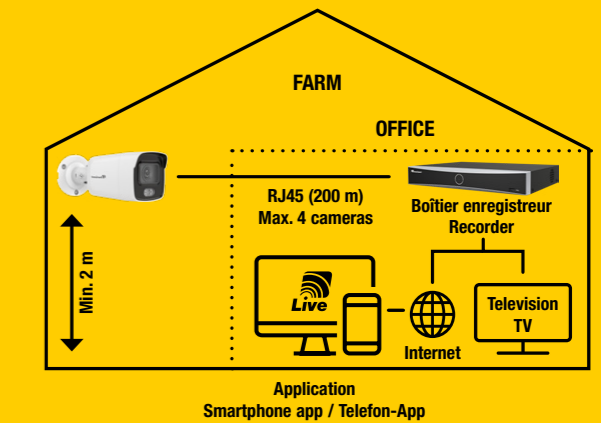 FARM
OFFICE
RJ45 (200 m)
Max. 4 cameras
Boîtier enregistreur
Recorder
Min. 2 m
Live
Internet
Television
TV
Application
Smartphone app / Telefon-App